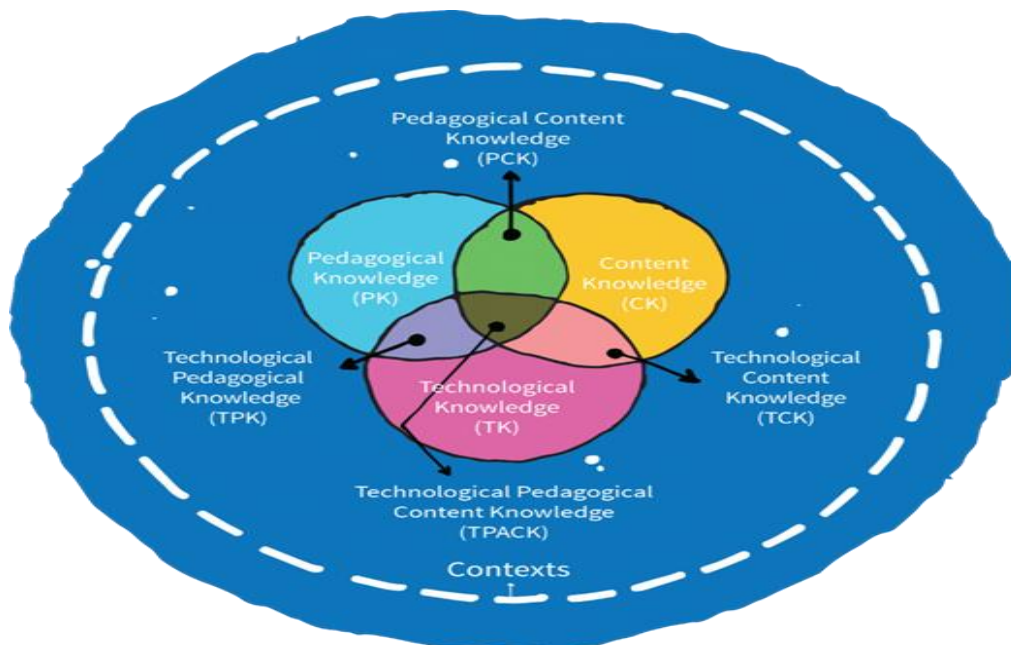 Pedagogical Content
Knowledge
(PCK)
Pedagogical
Knowledge
(PK)
Content
Knowledge
(CK)
Technological
Pedagogical
Knowledge
(TPK)
Technological
Knowledge
(TK)
Technological
Content
Knowledge
(TCK)
Technological Pedagogical
Content Knowledge
(TPACK)
Contexts